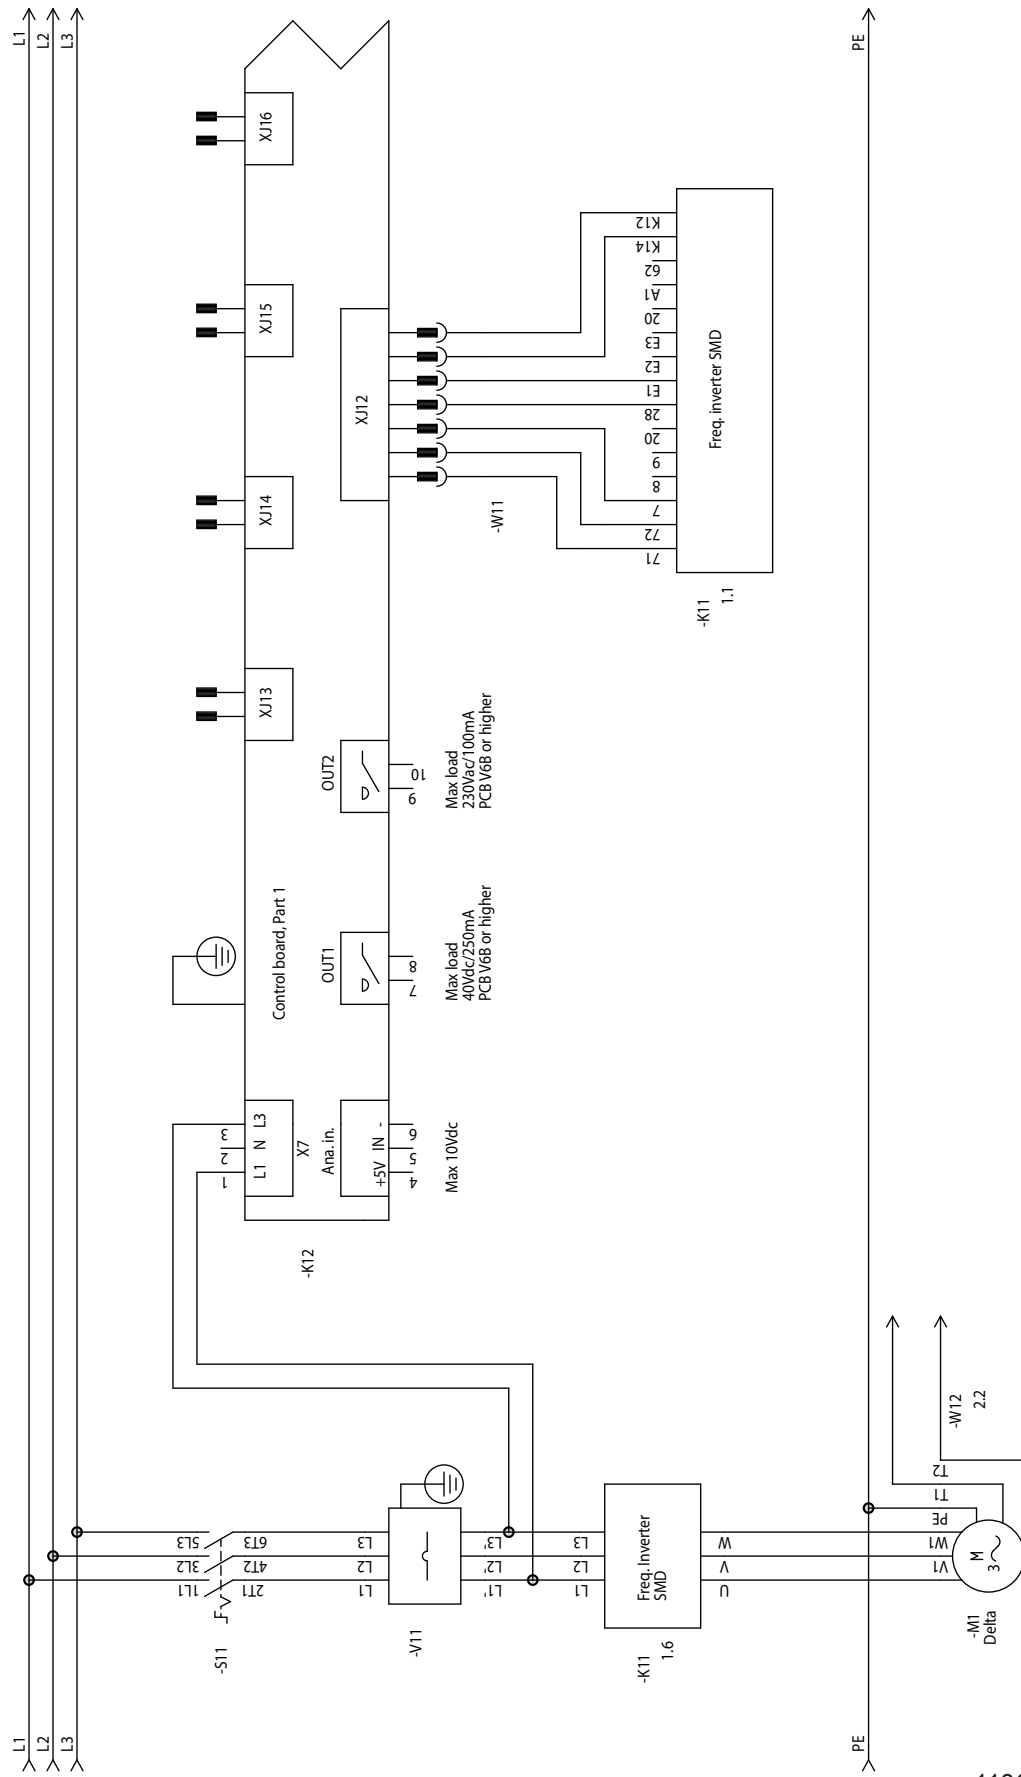 L1
L2
L3
PE
L1
L2
L3
PE
-S11
1L1
3L2
5L3
2T1
4T2
6T3
-V11
L1
L2
L3
L1'
L2'
L3'
-K11
1.6
L1
L2
L3
Freq. Inverter
SMD
U
V
W
-M1
Delta
V1
W1
PE
T1
T2
M
3
-W12
2.2
-K12
1
2
3
L1 N L3
X7
Ana. in.
+5V IN -
4
5
6
Max 10Vdc
Control board, Part 1
OUT1
7
8
Max load
40Vdc/250mA
PCB V6B or higher
OUT2
9
10
Max load
230Vac/100mA
PCB V6B or higher
XJ13
XJ14
XJ15
XJ16
XJ12
-W11
-K11
1.1
71
72
7
8
9
20
28
E1
E2
E3
20
A1
62
K14
K12
Freq. inverter SMD